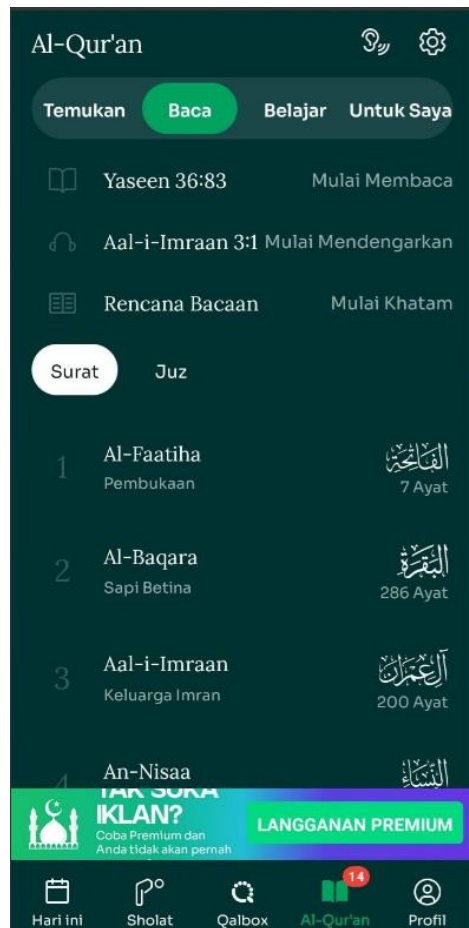 Al-Qur'an
Temukan Baca Belajar Untuk Saya
Yaseen 36:83 Mulai Membaca
Aal-i-Imraan 3:1 Mulai Mendengarkan
Rencana Bacaan Mulai Khatam
Surat Juz
1 Al-Faatiha الفَاتِحَة
Pembukaan 7 Ayat
2 Al-Baqara البَقَرَة
Sapi Betina 286 Ayat
3 Aal-i-Imraan آل عِمرَان
Keluarga Imran 200 Ayat
4 An-Nisaa النِّسَاء
TAK SUKA
IKLAN?
Coba Premium dan
Anda tidak akan pernah
LANGGANAN PREMIUM
14
Hari ini Sholat Qalbox Al-Qur'an Profil